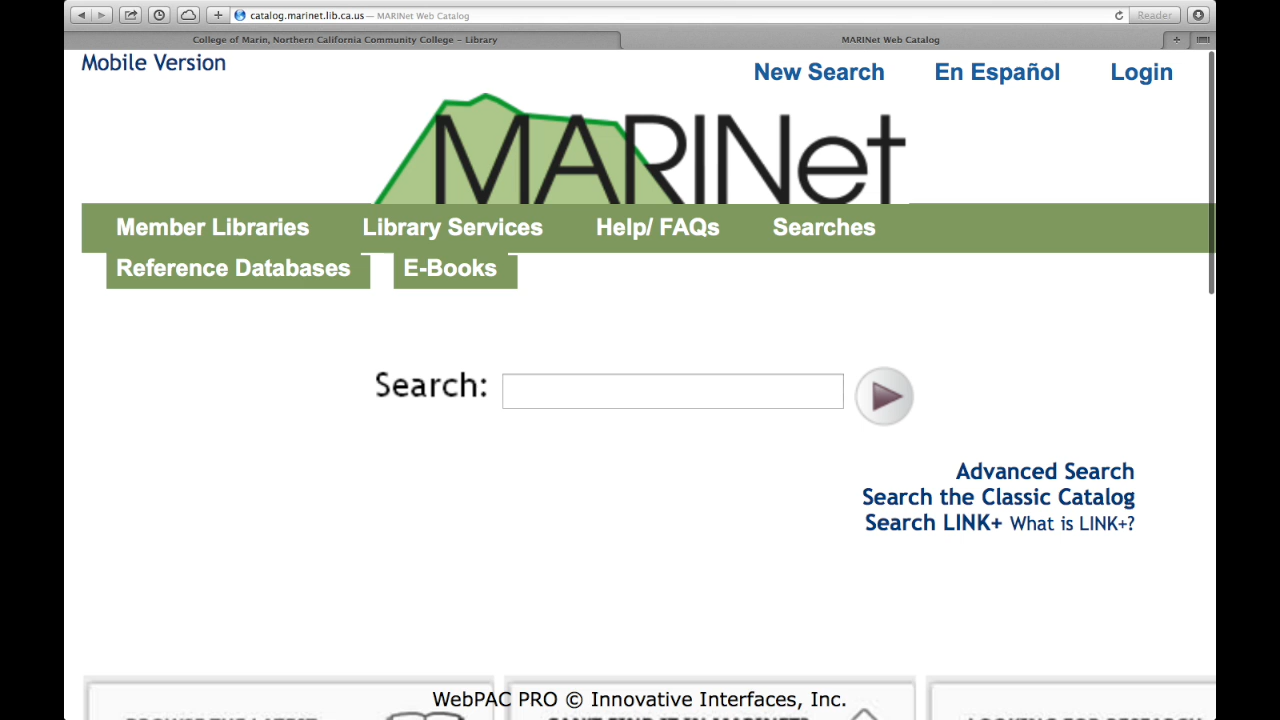 catalog.marinet.lib.ca.us — MARINet Web Catalog
Reader
College of Marin, Northern California Community College – Library
MARINet Web Catalog
Mobile Version
New Search En Español Login
MARINet
Member Libraries Library Services Help/ FAQs Searches
Reference Databases E-Books
Search:
Advanced Search
Search the Classic Catalog
Search LINK+ What is LINK+?
WebPAC PRO © Innovative Interfaces, Inc.